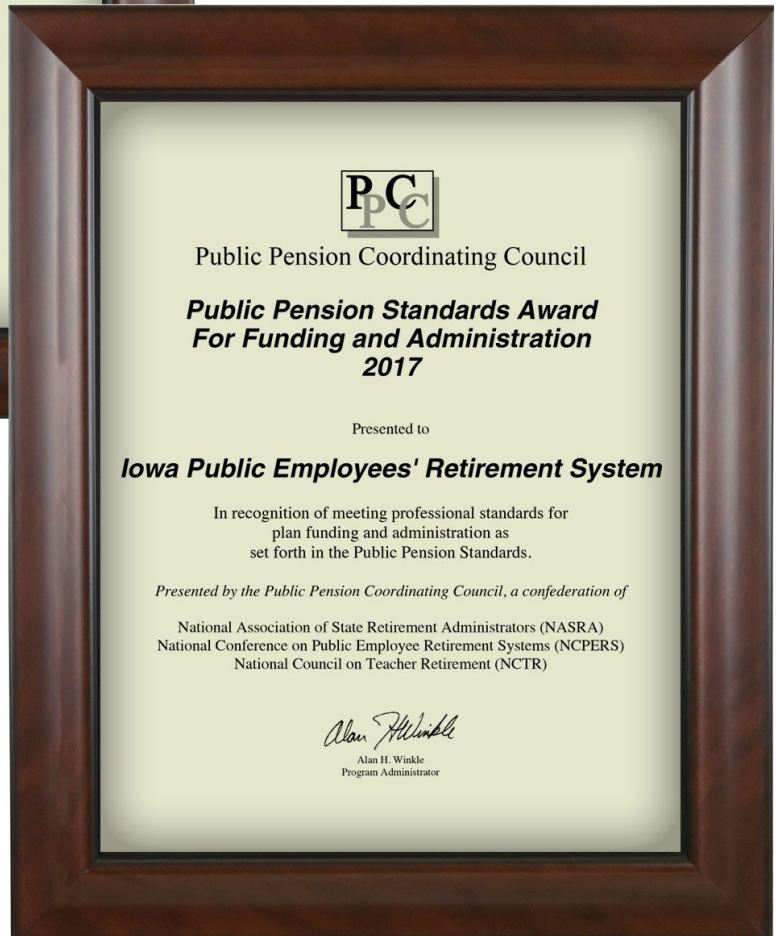 PPCC
Public Pension Coordinating Council
Public Pension Standards Award
For Funding and Administration
2017
Presented to
Iowa Public Employees' Retirement System
In recognition of meeting professional standards for
plan funding and administration as
set forth in the Public Pension Standards.
Presented by the Public Pension Coordinating Council, a confederation of
National Association of State Retirement Administrators (NASRA)
National Conference on Public Employee Retirement Systems (NCPERS)
National Council on Teacher Retirement (NCTR)
Alan H Winkle
Alan H. Winkle
Program Administrator